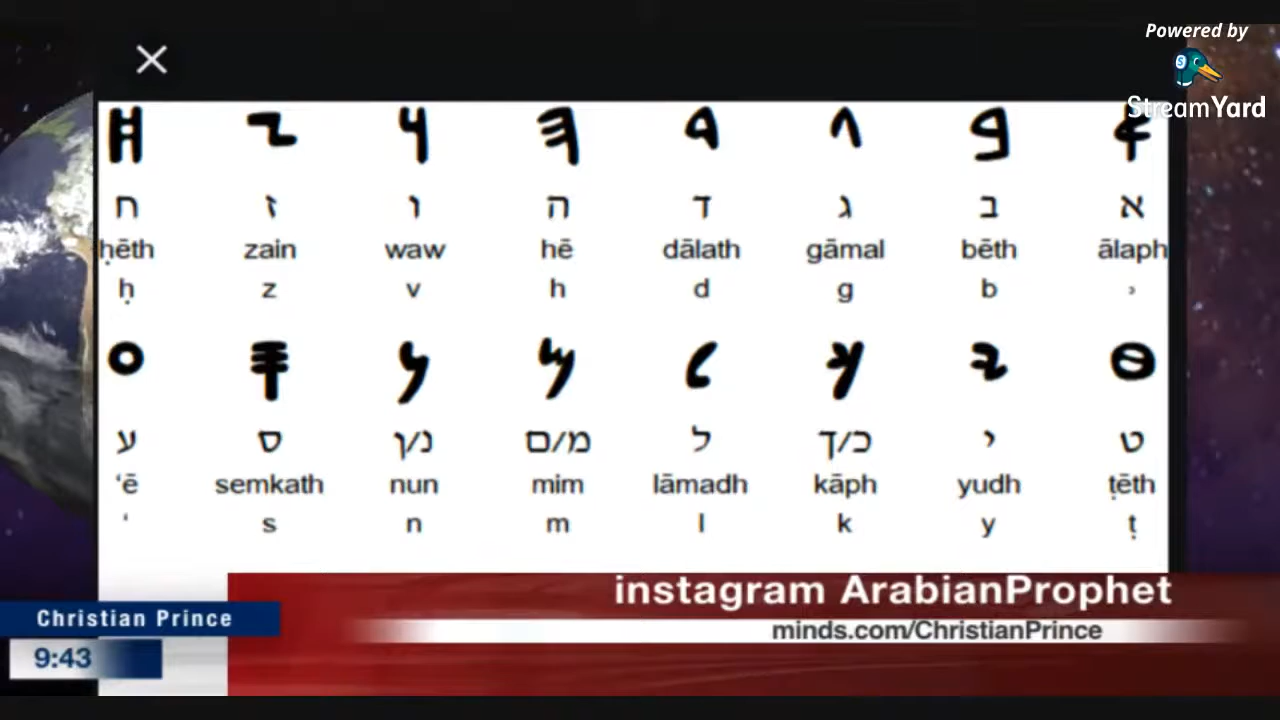 Powered by
StreamYard
𐤇 𐤆 𐤅 𐤄 𐤃 𐤂 𐤁 𐤀
ח ז ו ה ד ג ב א
ḥēth zain waw hē dālath gāmal bēth ālaph
ḥ z v h d g b ʾ
𐤏 𐤎 𐤍 𐤌 𐤋 𐤊 𐤉 𐤈
ע ס נ/ן מ/ם ל כ/ך י ט
ʿē semkath nun mim lāmadh kāph yudh ṭēth
ʿ s n m l k y ṭ
instagram ArabianProphet
Christian Prince
minds.com/ChristianPrince
9:43